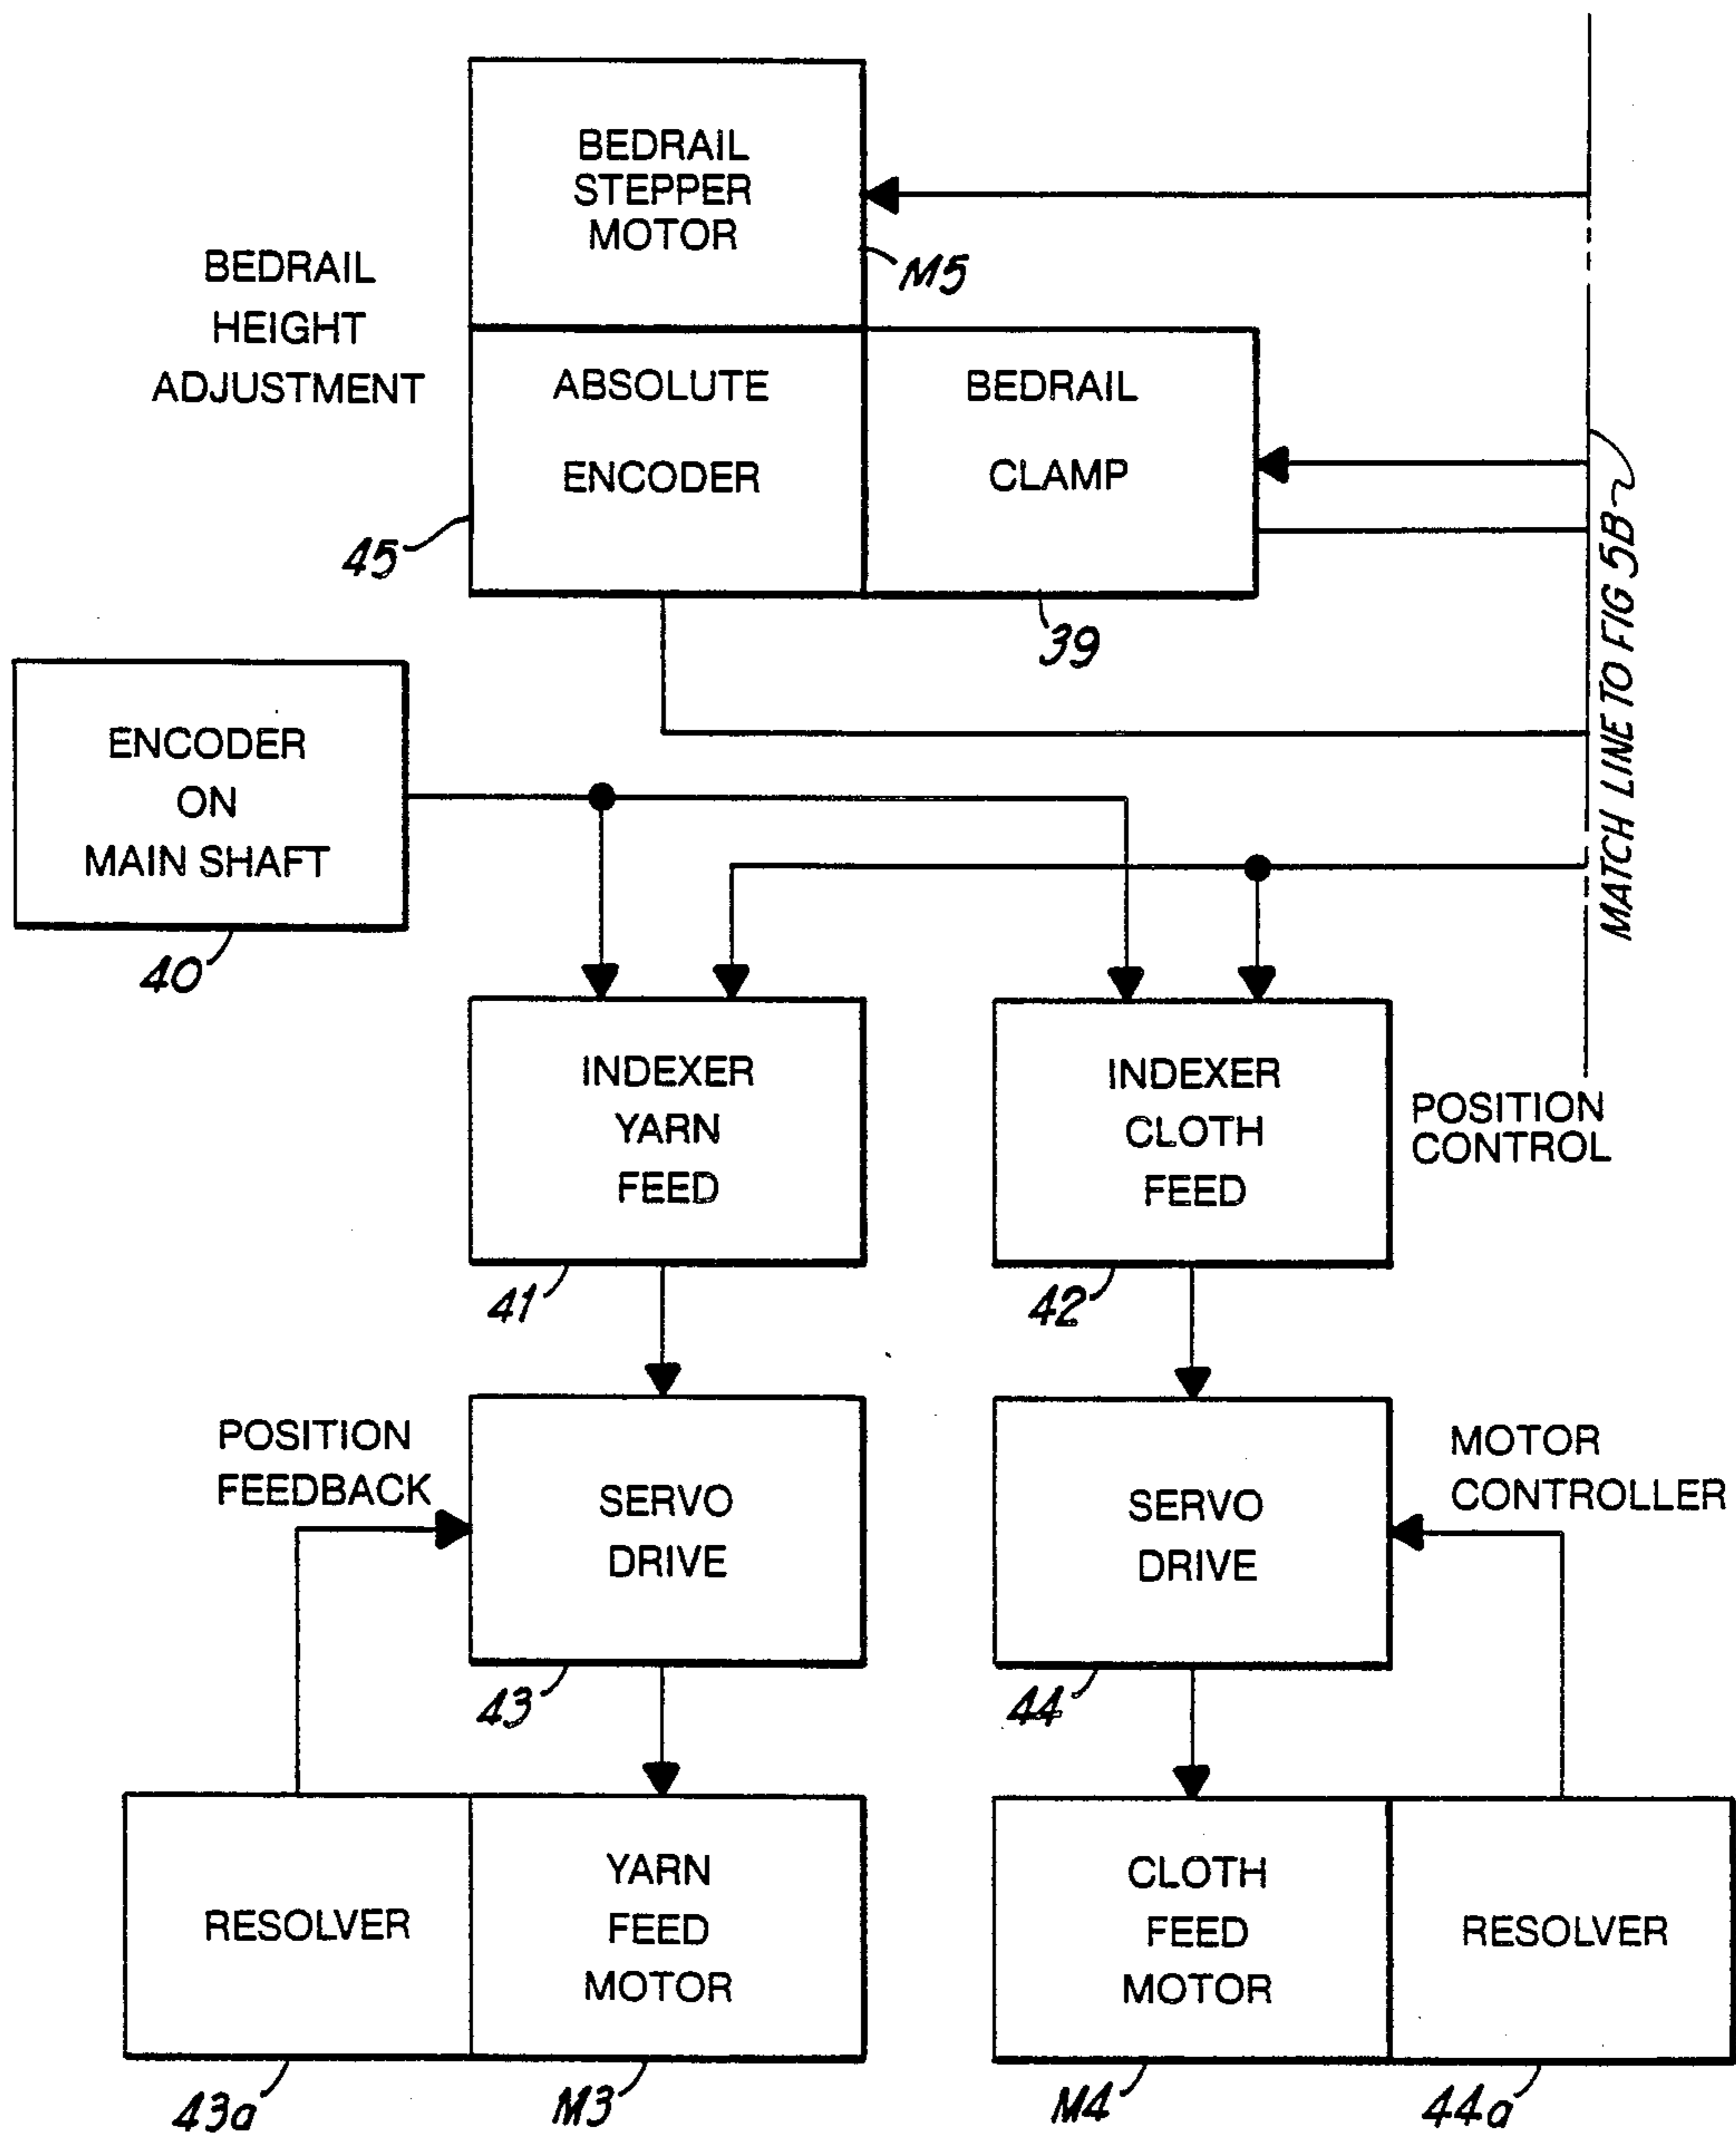 BEDRAIL
STEPPER
MOTOR
M5
BEDRAIL
HEIGHT
ADJUSTMENT
ABSOLUTE
ENCODER
BEDRAIL
CLAMP
45
39
MATCH LINE TO FIG 5B
ENCODER
ON
MAIN SHAFT
40
INDEXER
YARN
FEED
INDEXER
CLOTH
FEED
POSITION
CONTROL
41
42
POSITION
FEEDBACK
SERVO
DRIVE
SERVO
DRIVE
MOTOR
CONTROLLER
43
44
RESOLVER
YARN
FEED
MOTOR
CLOTH
FEED
MOTOR
RESOLVER
43a
M3
M4
44a